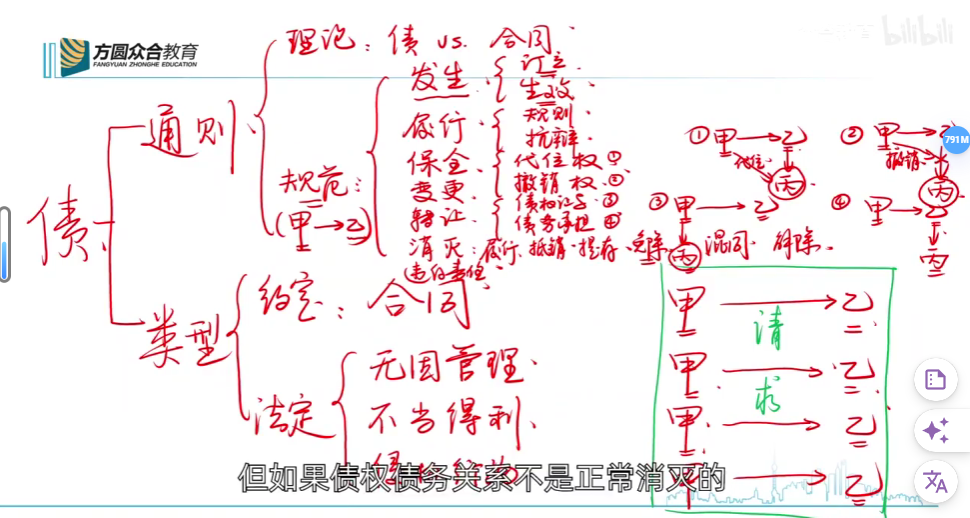 方圆众合教育
FANGYUAN ZHONGHE EDUCATION
bilibili
791M
债
通则
理论：债 vs. 合同
规范：
(甲→乙)
发生
订立
生效
履行
规则
抗辩
保全
代位权①
撤销权②
变更
转让
债权让与③
债务承担④
消灭：履行、抵销、提存、免除、混同、解除
违约责任
①甲→乙
代位
丙
②甲→乙
撤销
丙
③甲→乙
丙
④甲→乙
丙
类型
约定：合同
法定
无因管理
不当得利
甲→乙
请
甲→乙
求
甲→乙
甲→乙
但如果债权债务关系不是正常消灭的